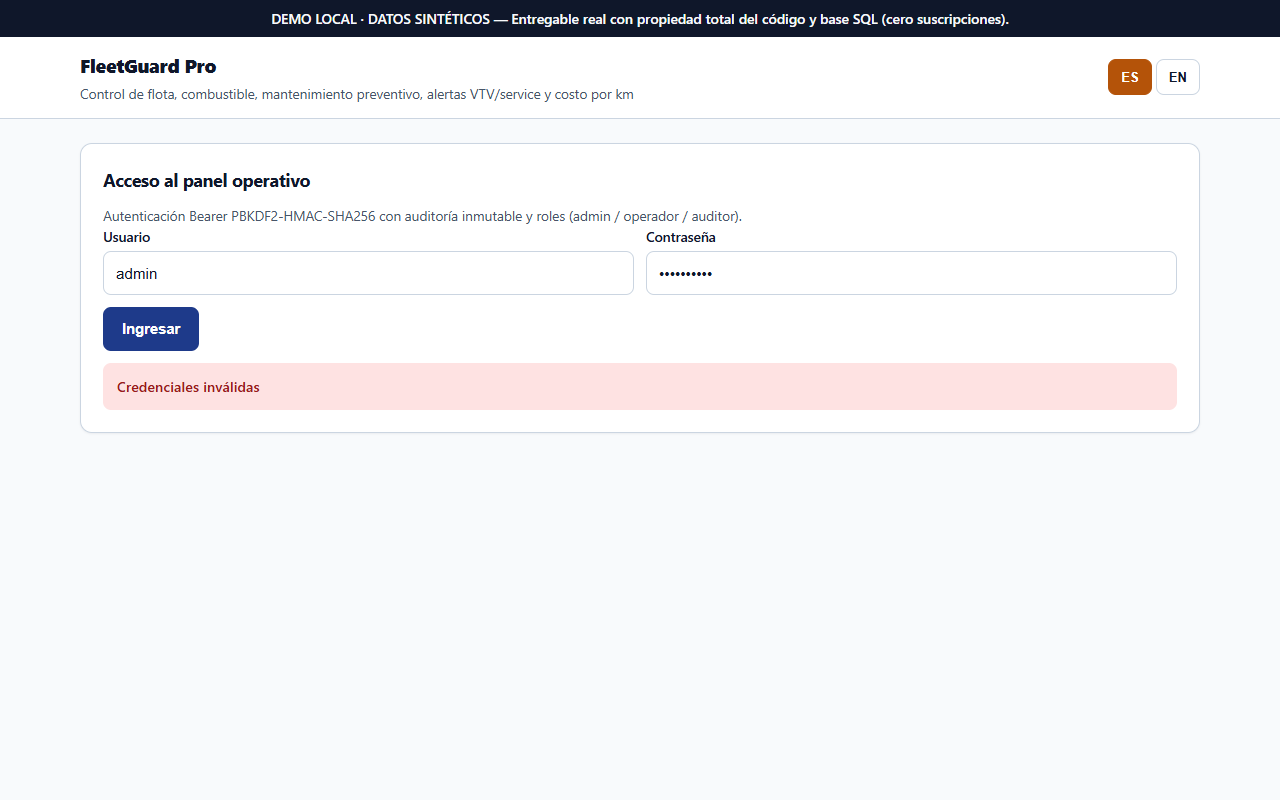 DEMO LOCAL · DATOS SINTÉTICOS — Entregable real con propiedad total del código y base SQL (cero suscripciones).
FleetGuard Pro
Control de flota, combustible, mantenimiento preventivo, alertas VTV/service y costo por km
ES EN
Acceso al panel operativo
Autenticación Bearer PBKDF2-HMAC-SHA256 con auditoría inmutable y roles (admin / operador / auditor).
Usuario Contraseña
admin ••••••••••
Ingresar
Credenciales inválidas